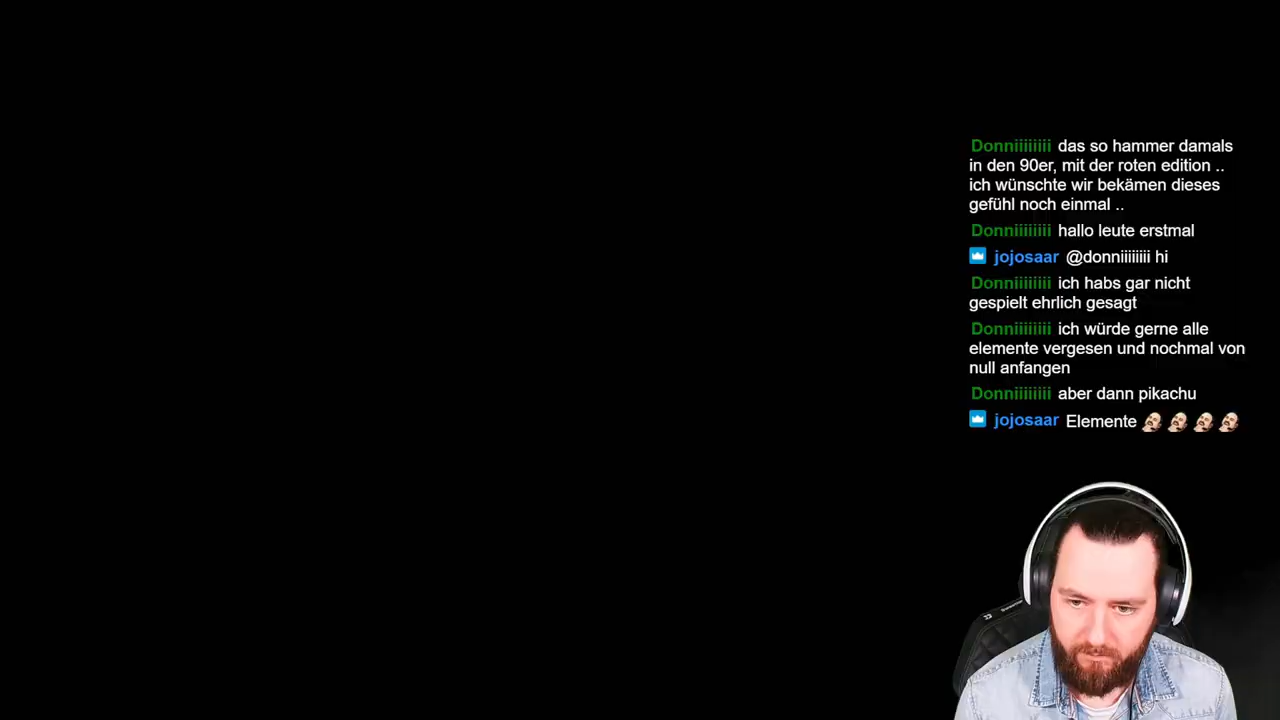 Donniiiiiiii das so hammer damals
in den 90er, mit der roten edition ..
ich wünschte wir bekämen dieses
gefühl noch einmal ..
Donniiiiiiii hallo leute erstmal
jojosaar @donniiiiiiii hi
Donniiiiiiii ich habs gar nicht
gespielt ehrlich gesagt
Donniiiiiiii ich würde gerne alle
elemente vergesen und nochmal von
null anfangen
Donniiiiiiii aber dann pikachu
jojosaar Elemente